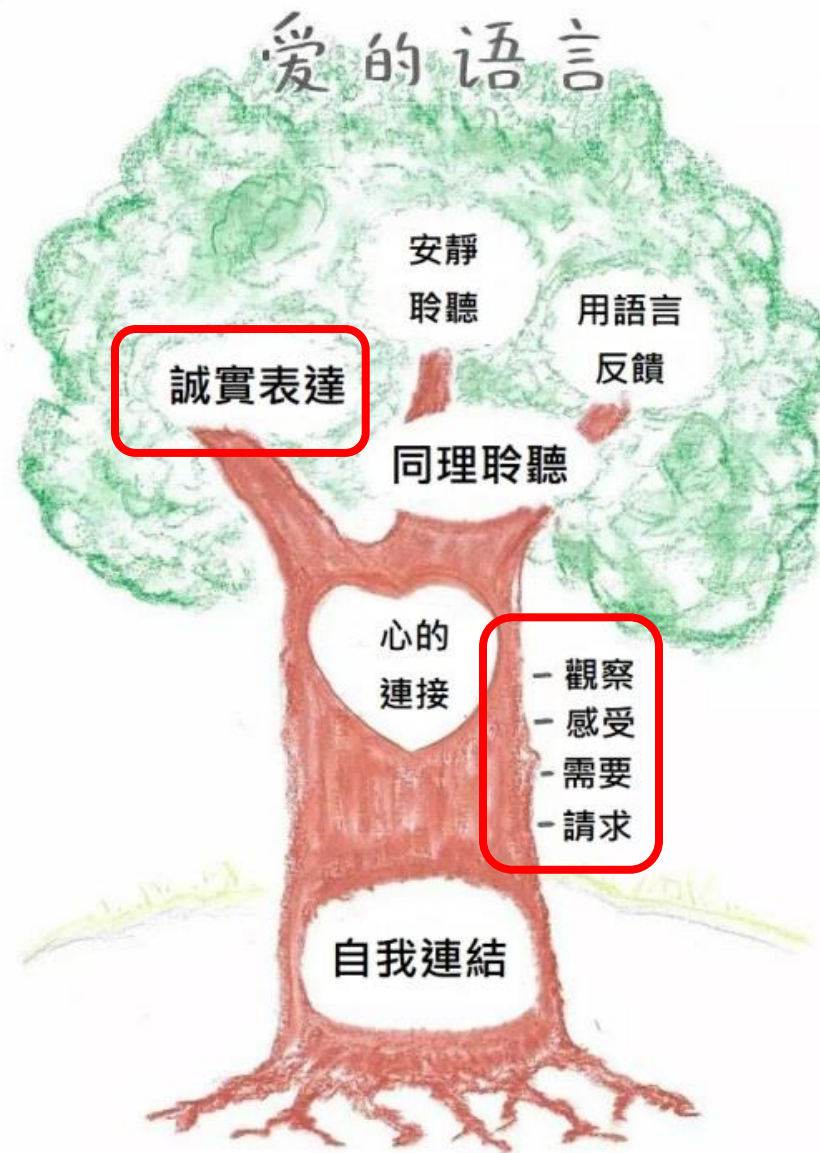 爱的语言
安靜
聆聽
用語言
反饋
誠實表達
同理聆聽
心的
連接
- 觀察
- 感受
- 需要
- 請求
自我連結